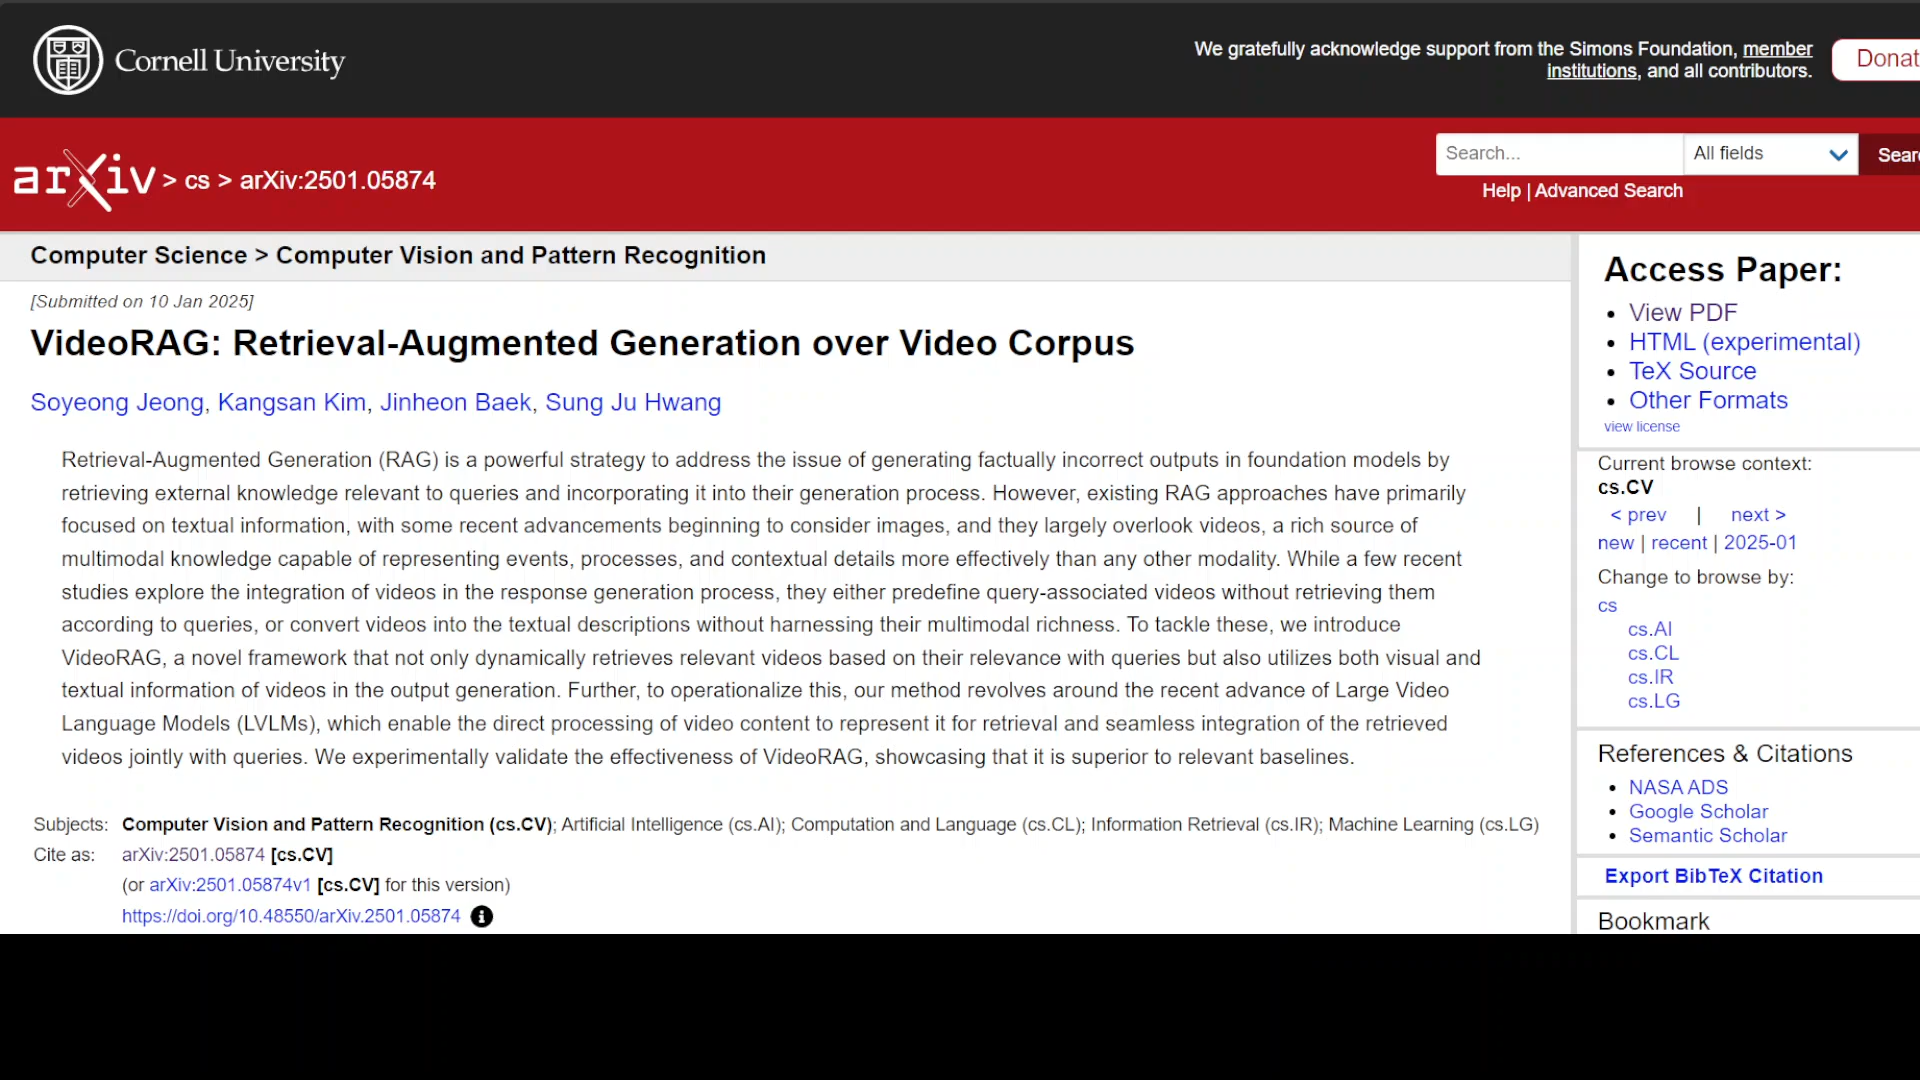 Cornell University
We gratefully acknowledge support from the Simons Foundation, member
institutions, and all contributors.
arXiv > cs > arXiv:2501.05874
Search...
All fields
Help | Advanced Search
Computer Science > Computer Vision and Pattern Recognition
[Submitted on 10 Jan 2025]
VideoRAG: Retrieval-Augmented Generation over Video Corpus
Soyeong Jeong, Kangsan Kim, Jinheon Baek, Sung Ju Hwang
Retrieval-Augmented Generation (RAG) is a powerful strategy to address the issue of generating factually incorrect outputs in foundation models by
retrieving external knowledge relevant to queries and incorporating it into their generation process. However, existing RAG approaches have primarily
focused on textual information, with some recent advancements beginning to consider images, and they largely overlook videos, a rich source of
multimodal knowledge capable of representing events, processes, and contextual details more effectively than any other modality. While a few recent
studies explore the integration of videos in the response generation process, they either predefine query-associated videos without retrieving them
according to queries, or convert videos into the textual descriptions without harnessing their multimodal richness. To tackle these, we introduce
VideoRAG, a novel framework that not only dynamically retrieves relevant videos based on their relevance with queries but also utilizes both visual and
textual information of videos in the output generation. Further, to operationalize this, our method revolves around the recent advance of Large Video
Language Models (LVLMs), which enable the direct processing of video content to represent it for retrieval and seamless integration of the retrieved
videos jointly with queries. We experimentally validate the effectiveness of VideoRAG, showcasing that it is superior to relevant baselines.
Subjects: Computer Vision and Pattern Recognition (cs.CV); Artificial Intelligence (cs.AI); Computation and Language (cs.CL); Information Retrieval (cs.IR); Machine Learning (cs.LG)
Cite as: arXiv:2501.05874 [cs.CV]
(or arXiv:2501.05874v1 [cs.CV] for this version)
https://doi.org/10.48550/arXiv.2501.05874
Access Paper:
View PDF
HTML (experimental)
TeX Source
Other Formats
view license
Current browse context:
cs.CV
< prev | next >
new | recent | 2025-01
Change to browse by:
cs
cs.AI
cs.CL
cs.IR
cs.LG
References & Citations
NASA ADS
Google Scholar
Semantic Scholar
Export BibTeX Citation
Bookmark